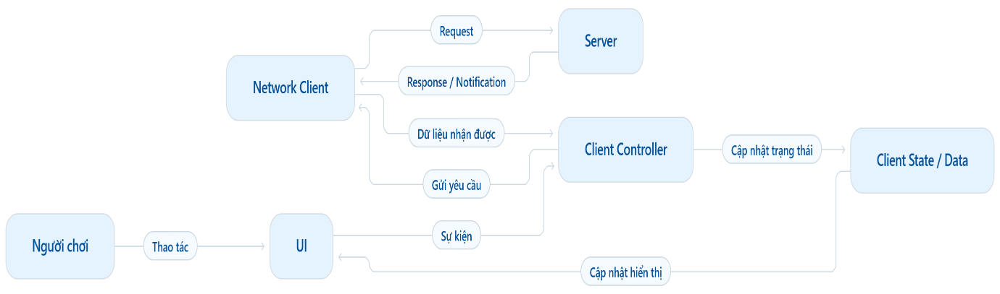 Request
Server
Network Client
Response / Notification
Dữ liệu nhận được
Client Controller
Cập nhật trạng thái
Client State / Data
Gửi yêu cầu
Người chơi
Thao tác
UI
Sự kiện
Cập nhật hiển thị